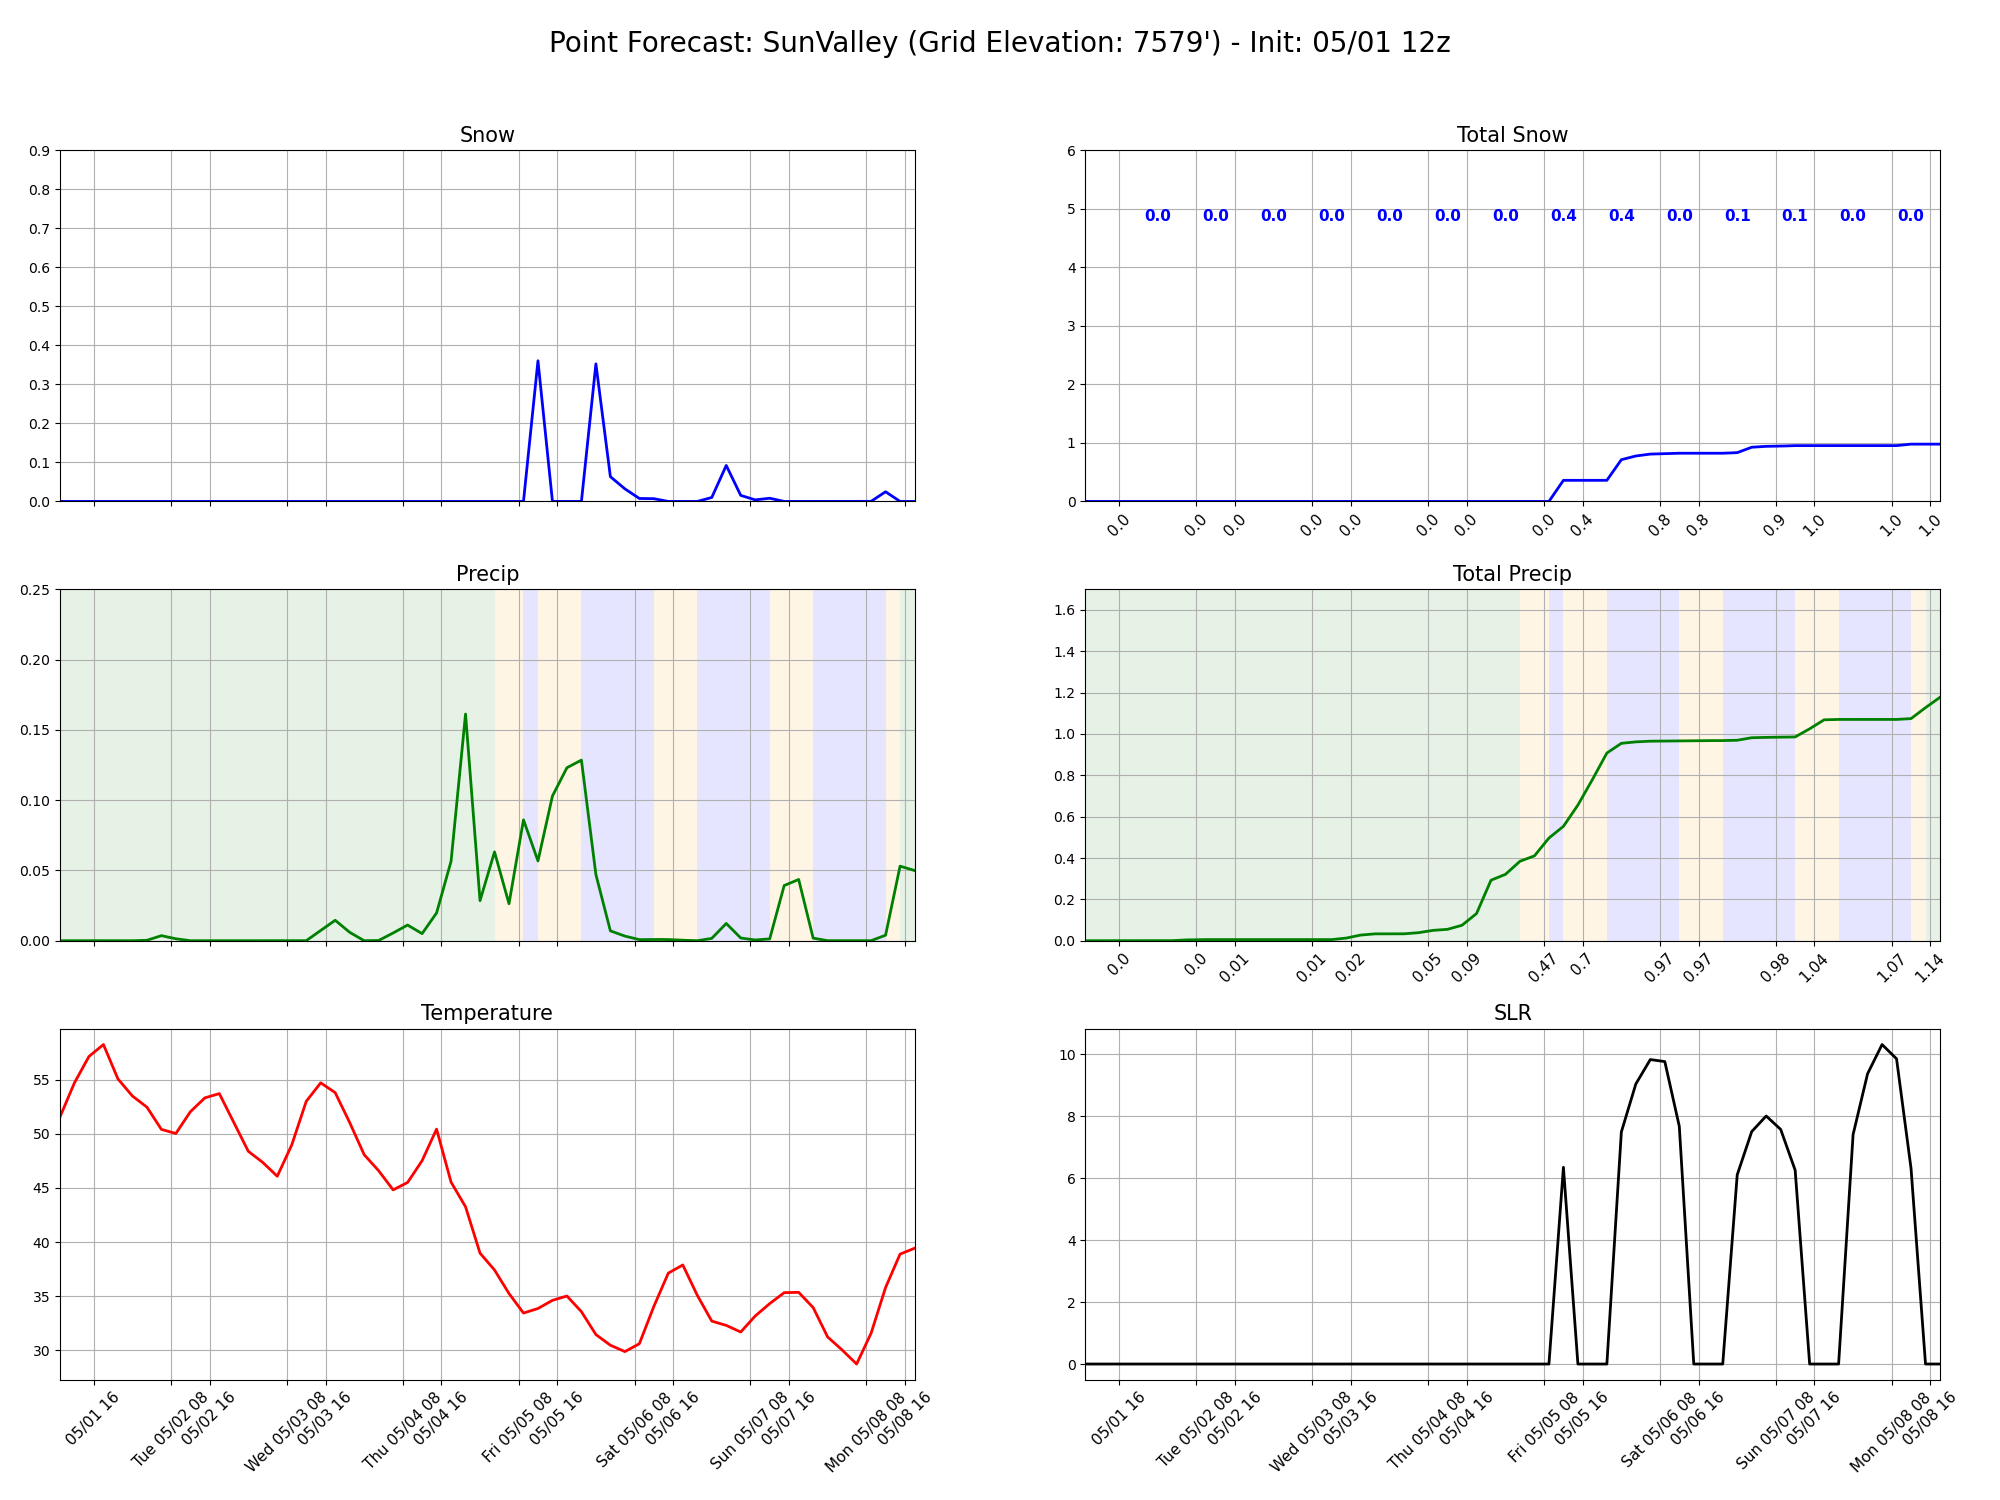 Point Forecast: SunValley (Grid Elevation: 7579') - Init: 05/01 12z
Snow
0.9
0.8
0.7
0.6
0.5
0.4
0.3
0.2
0.1
0.0
Total Snow
6
5
4
3
2
1
0
0.0 0.0 0.0 0.0 0.0 0.0 0.0 0.4 0.4 0.0 0.1 0.1 0.0 0.0
0.0 0.0 0.0 0.0 0.0 0.0 0.0 0.0 0.4 0.8 0.8 0.9 1.0 1.0 1.0
Precip
0.25
0.20
0.15
0.10
0.05
0.00
Total Precip
1.6
1.4
1.2
1.0
0.8
0.6
0.4
0.2
0.0
0.0 0.0 0.01 0.01 0.02 0.05 0.09 0.47 0.7 0.97 0.97 0.98 1.04 1.07 1.14
Temperature
55
50
45
40
35
30
05/01 16
Tue 05/02 08
05/02 16
Wed 05/03 08
05/03 16
Thu 05/04 08
05/04 16
Fri 05/05 08
05/05 16
Sat 05/06 08
05/06 16
Sun 05/07 08
05/07 16
Mon 05/08 08
05/08 16
SLR
10
8
6
4
2
0
05/01 16
Tue 05/02 08
05/02 16
Wed 05/03 08
05/03 16
Thu 05/04 08
05/04 16
Fri 05/05 08
05/05 16
Sat 05/06 08
05/06 16
Sun 05/07 08
05/07 16
Mon 05/08 08
05/08 16